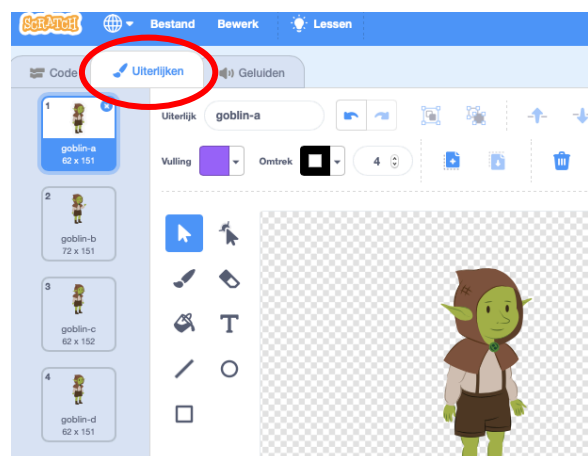 SCRATCH Bestand Bewerk Lessen
Code Uiterlijken Geluiden
1
goblin-a
62 x 151
2
goblin-b
72 x 151
3
goblin-c
62 x 152
4
goblin-d
62 x 151
Uiterlijk goblin-a
Vulling Omtrek 4
T